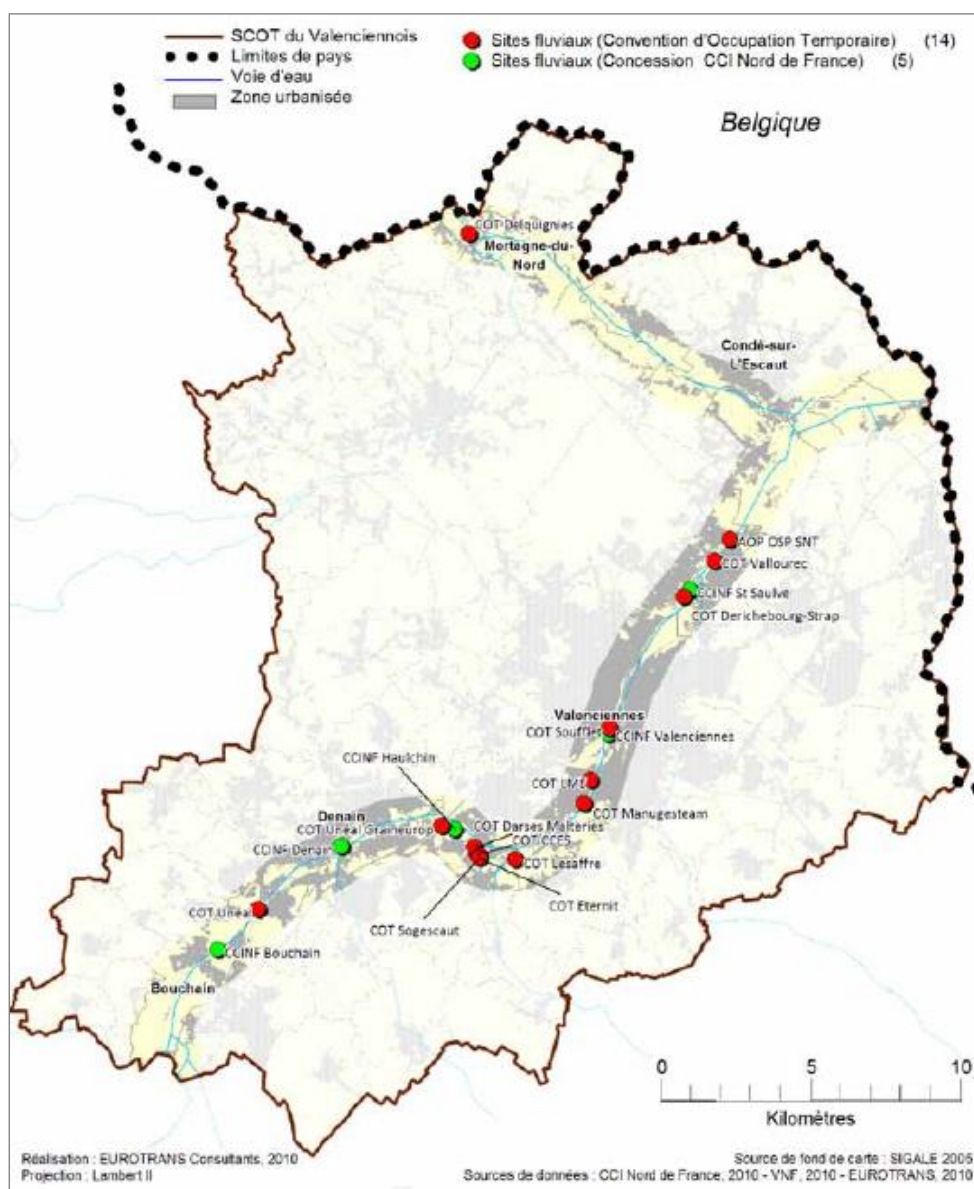 SCOT du Valenciennois
Limites de pays
Voie d'eau
Zone urbanisée
Sites fluviaux (Convention d'Occupation Temporaire) (14)
Sites fluviaux (Concession CCI Nord de France) (5)
Belgique
COT Delquignies
Mortagne-du-
Nord
Condé-sur-
L'Escaut
AOP DSP SNT
COT Vallourec
CCINF St Saulve
COT Derichebourg-Strap
Valenciennes
COT Soufflet
CCINF Valenciennes
CCINF Haulchin
COT LME
COT Manugesteam
Denain
COT Unéal Graineurop
COT Darses Malteries
COT CCES
CCINF Denain
COT Lesaffre
COT Eternit
COT Unéal
COT Sogescaut
CCINF Bouchain
Bouchain
0 5 10
Kilomètres
Réalisation : EUROTRANS Consultants, 2010
Projection : Lambert II
Source de fond de carte : SIGALE 2005
Sources de données : CCI Nord de France, 2010 - VNF, 2010 - EUROTRANS, 2010